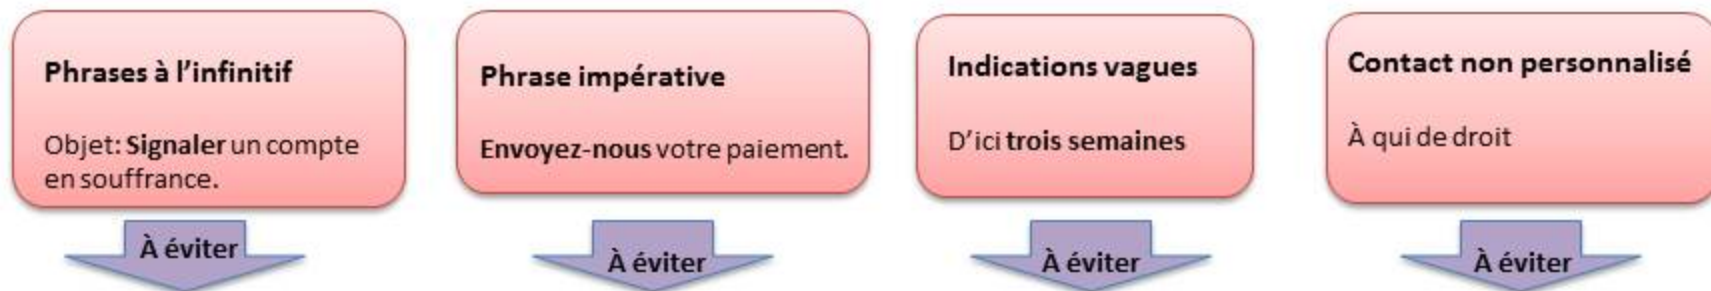 Phrases à l’infinitif
Objet: Signaler un compte
en souffrance.
À éviter
Phrase impérative
Envoyez-nous votre paiement.
À éviter
Indications vagues
D’ici trois semaines
À éviter
Contact non personnalisé
À qui de droit
À éviter